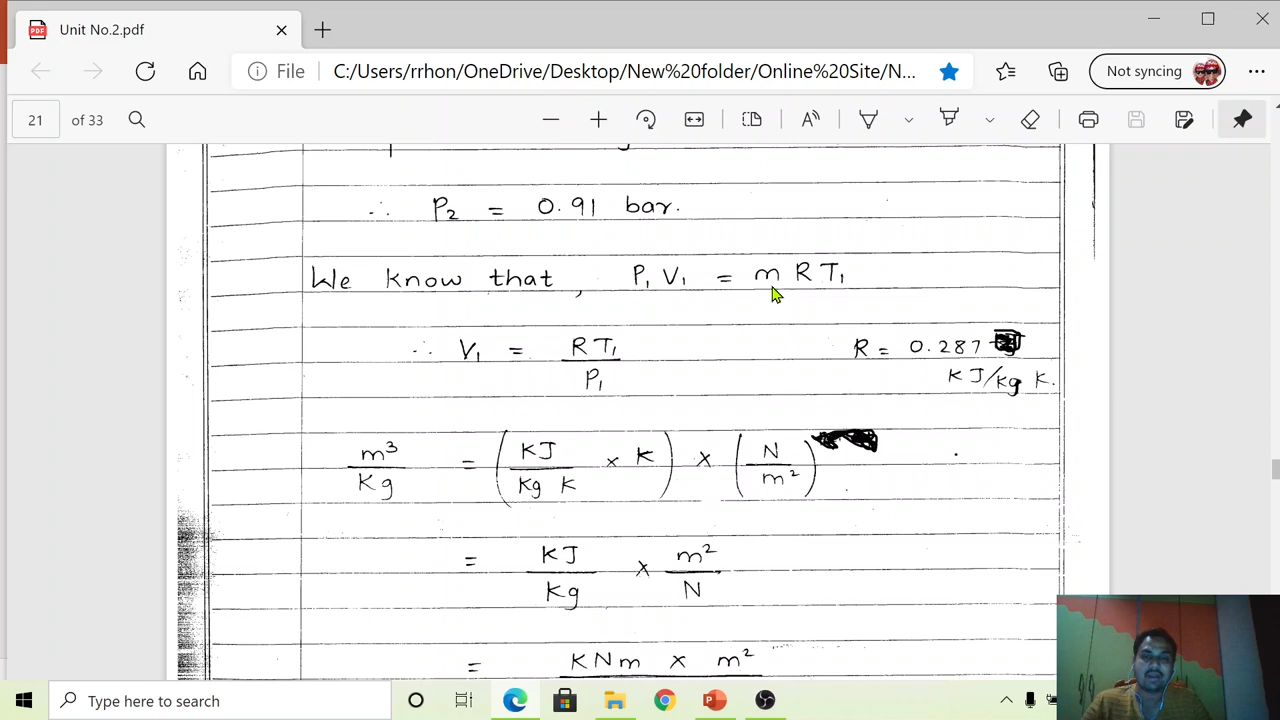 Unit No.2.pdf
File C:/Users/rrhon/OneDrive/Desktop/New%20folder/Online%20Site/N... Not syncing
21 of 33
∴ P₂ = 0.91 bar.
We know that, P₁ V₁ = m R T₁
∴ V₁ = R T₁ / P₁ R = 0.287
KJ/kg K.
m³/Kg = (KJ/Kg K × K) × (N/m²)
= KJ/Kg × m²/N
= KNm × m²
Type here to search